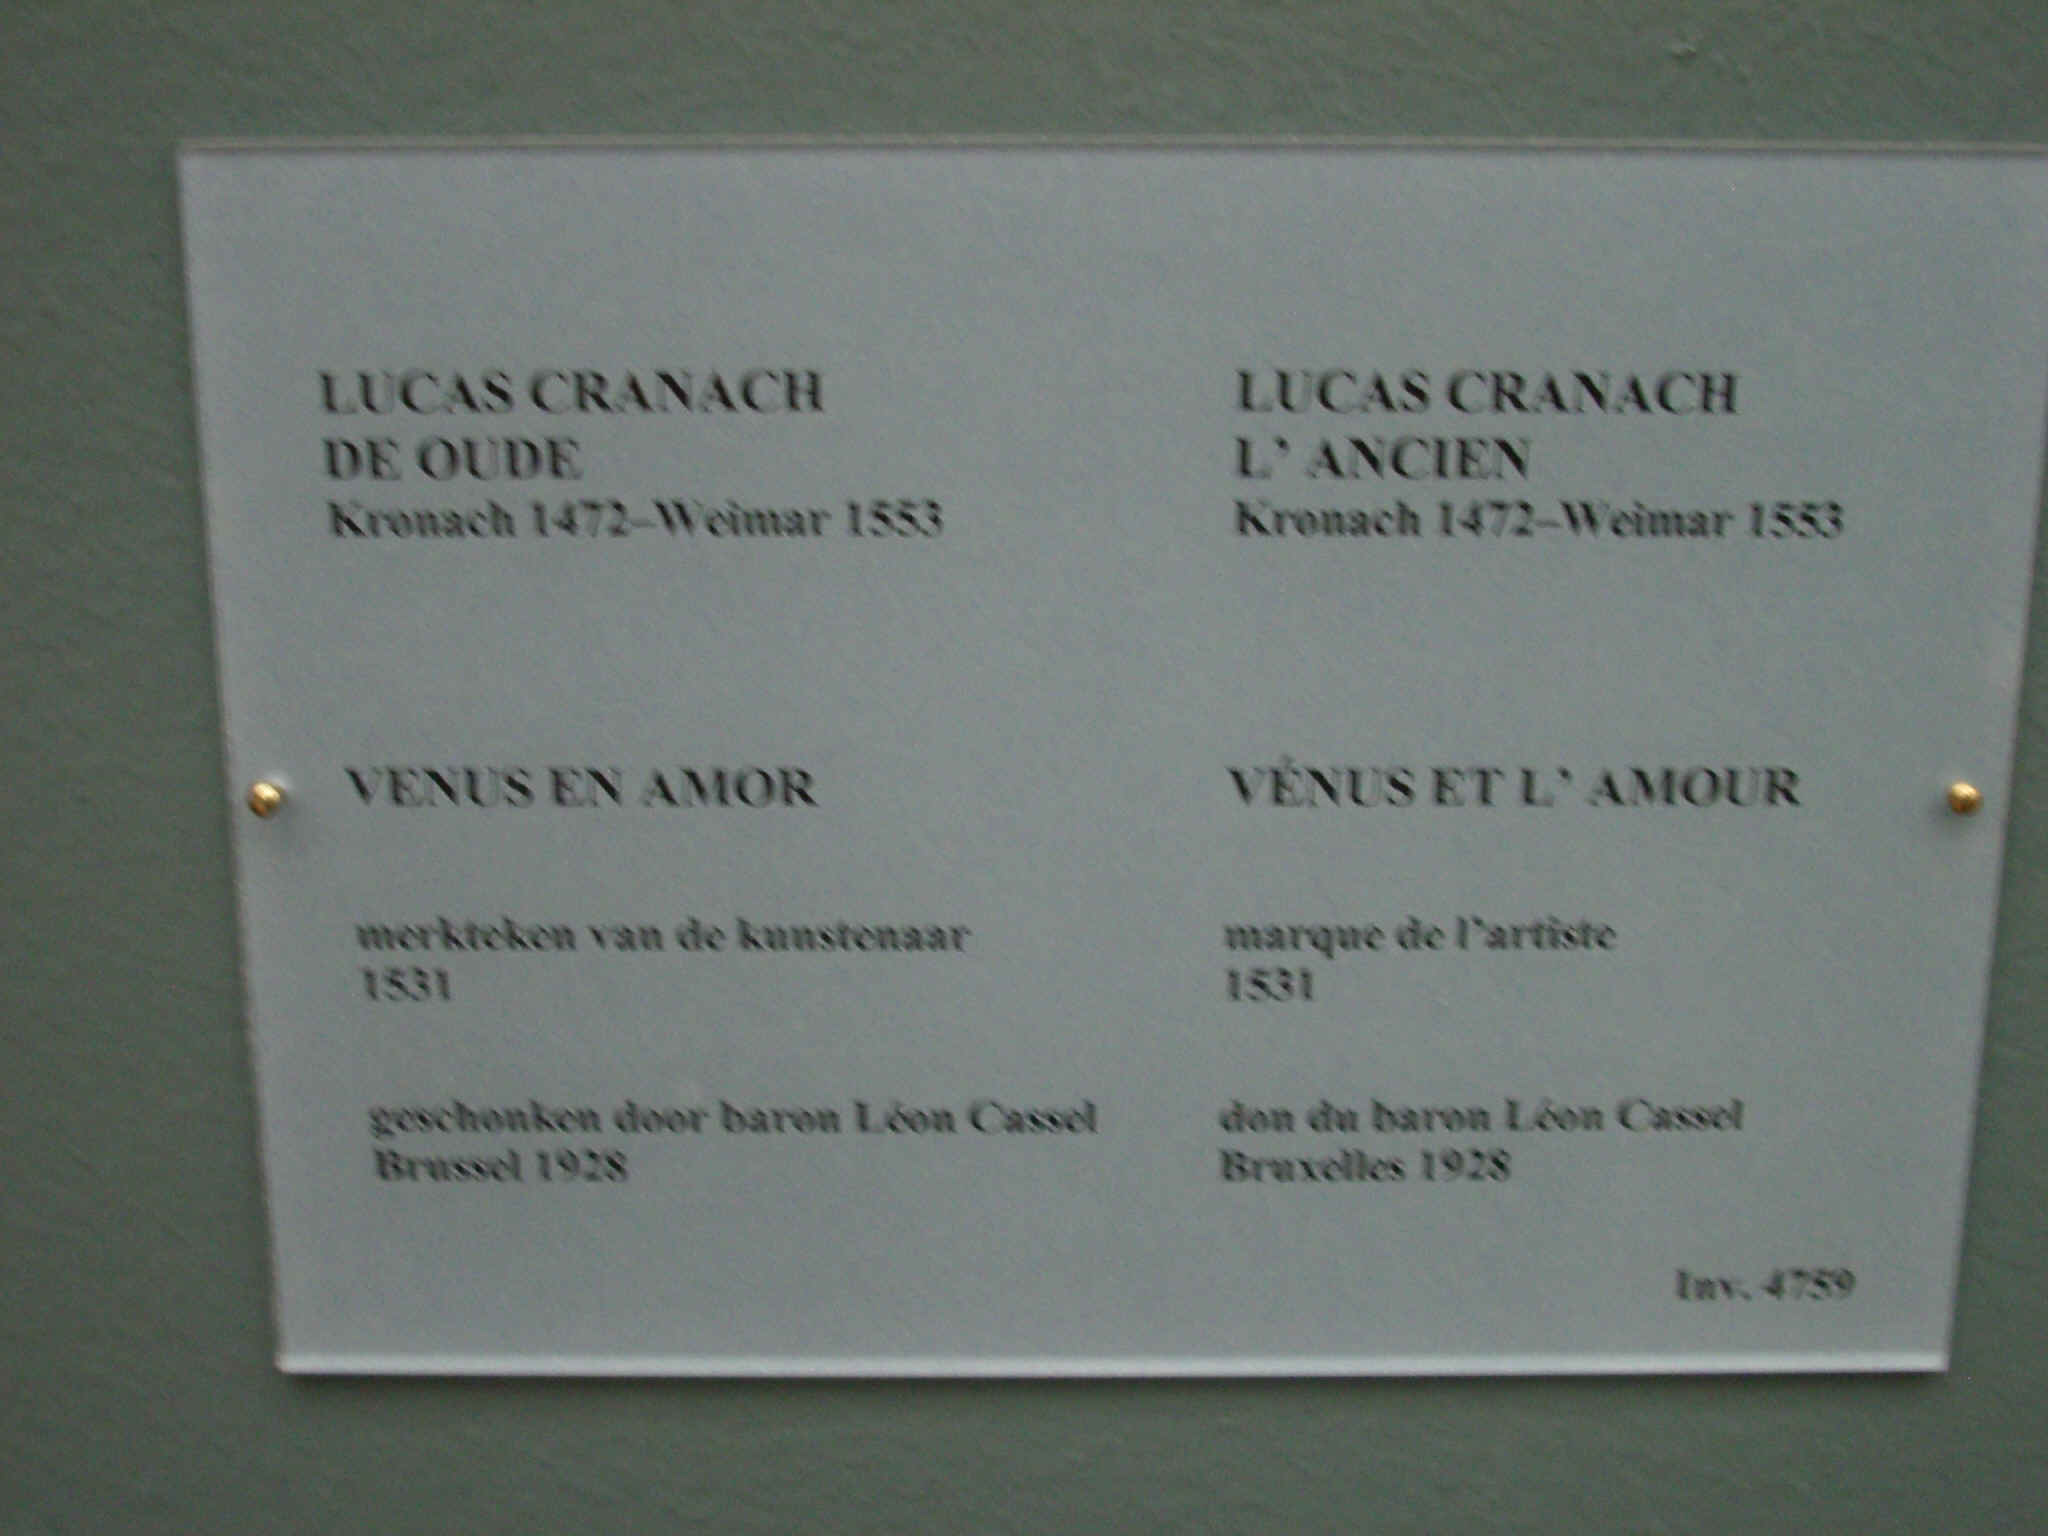 LUCAS CRANACH
DE OUDE
Kronach 1472–Weimar 1553
VENUS EN AMOR
merkteken van de kunstenaar
1531
geschonken door baron Léon Cassel
Brussel 1928
LUCAS CRANACH
L’ ANCIEN
Kronach 1472–Weimar 1553
VÉNUS ET L’ AMOUR
marque de l’artiste
1531
don du baron Léon Cassel
Bruxelles 1928
Inv. 4759